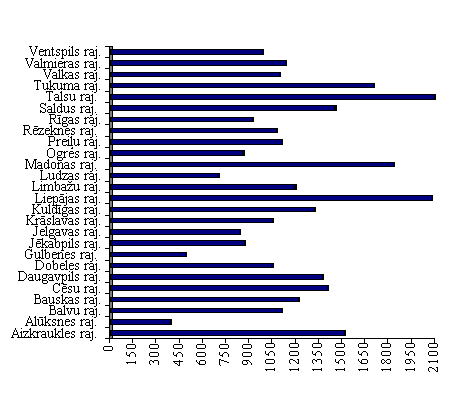 Ventspils raj.
Valmieras raj.
Valkas raj.
Tukuma raj.
Talsu raj.
Saldus raj.
Rīgas raj.
Rēzeknes raj.
Preiļu raj.
Ogres raj.
Madonas raj.
Ludzas raj.
Limbažu raj.
Liepājas raj.
Kuldīgas raj.
Krāslavas raj.
Jelgavas raj.
Jēkabpils raj.
Gulbenes raj.
Dobeles raj.
Daugavpils raj.
Cēsu raj.
Bauskas raj.
Balvu raj.
Alūksnes raj.
Aizkraukles raj.
0 150 300 450 600 750 900 1050 1200 1350 1500 1650 1800 1950 2100